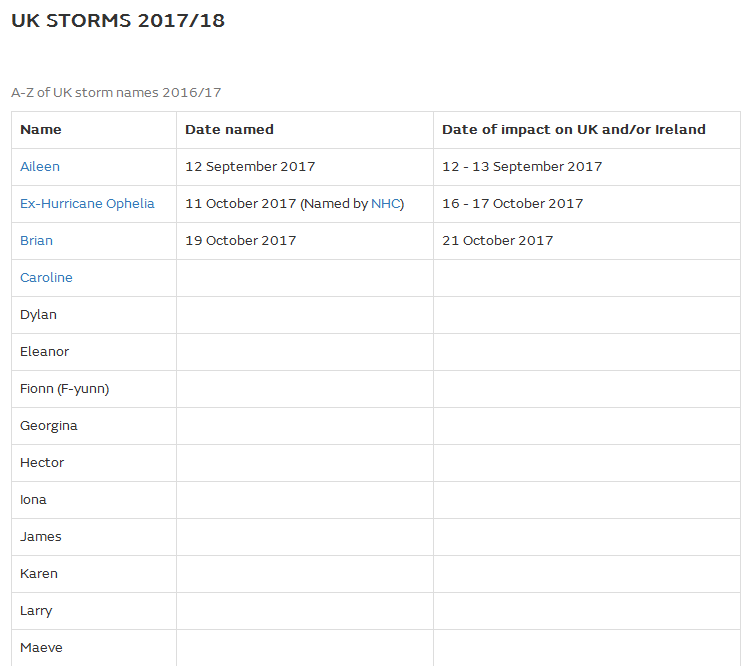 UK STORMS 2017/18
A-Z of UK storm names 2016/17
Name Date named Date of impact on UK and/or Ireland
Aileen 12 September 2017 12 - 13 September 2017
Ex-Hurricane Ophelia 11 October 2017 (Named by NHC) 16 - 17 October 2017
Brian 19 October 2017 21 October 2017
Caroline
Dylan
Eleanor
Fionn (F-yunn)
Georgina
Hector
Iona
James
Karen
Larry
Maeve